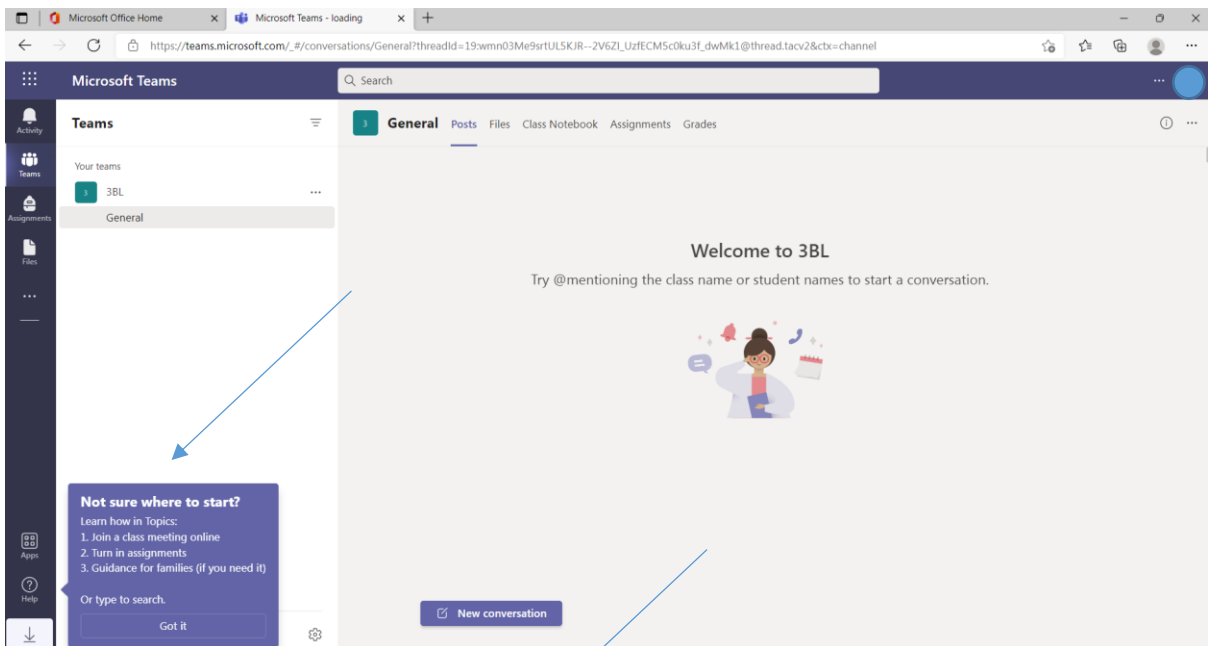 Microsoft Office Home
Microsoft Teams - loading
https://teams.microsoft.com/_#/conversations/General?threadId=19:wmn03Me9srtUL5KJR--2V6ZI_UzfECM5c0ku3f_dwMk1@thread.tacv2&ctx=channel
Microsoft Teams
Search
Activity
Teams
Assignments
Files
Apps
Help
Teams
Your teams
3 3BL
General
3 General Posts Files Class Notebook Assignments Grades
Welcome to 3BL
Try @mentioning the class name or student names to start a conversation.
Not sure where to start?
Learn how in Topics:
1. Join a class meeting online
2. Turn in assignments
3. Guidance for families (if you need it)
Or type to search.
Got it
New conversation